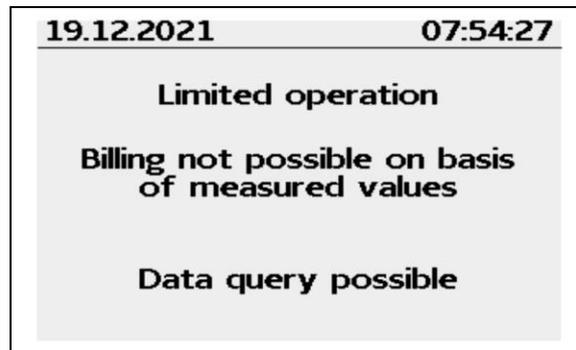 19.12.2021 07:54:27
Limited operation
Billing not possible on basis
of measured values
Data query possible